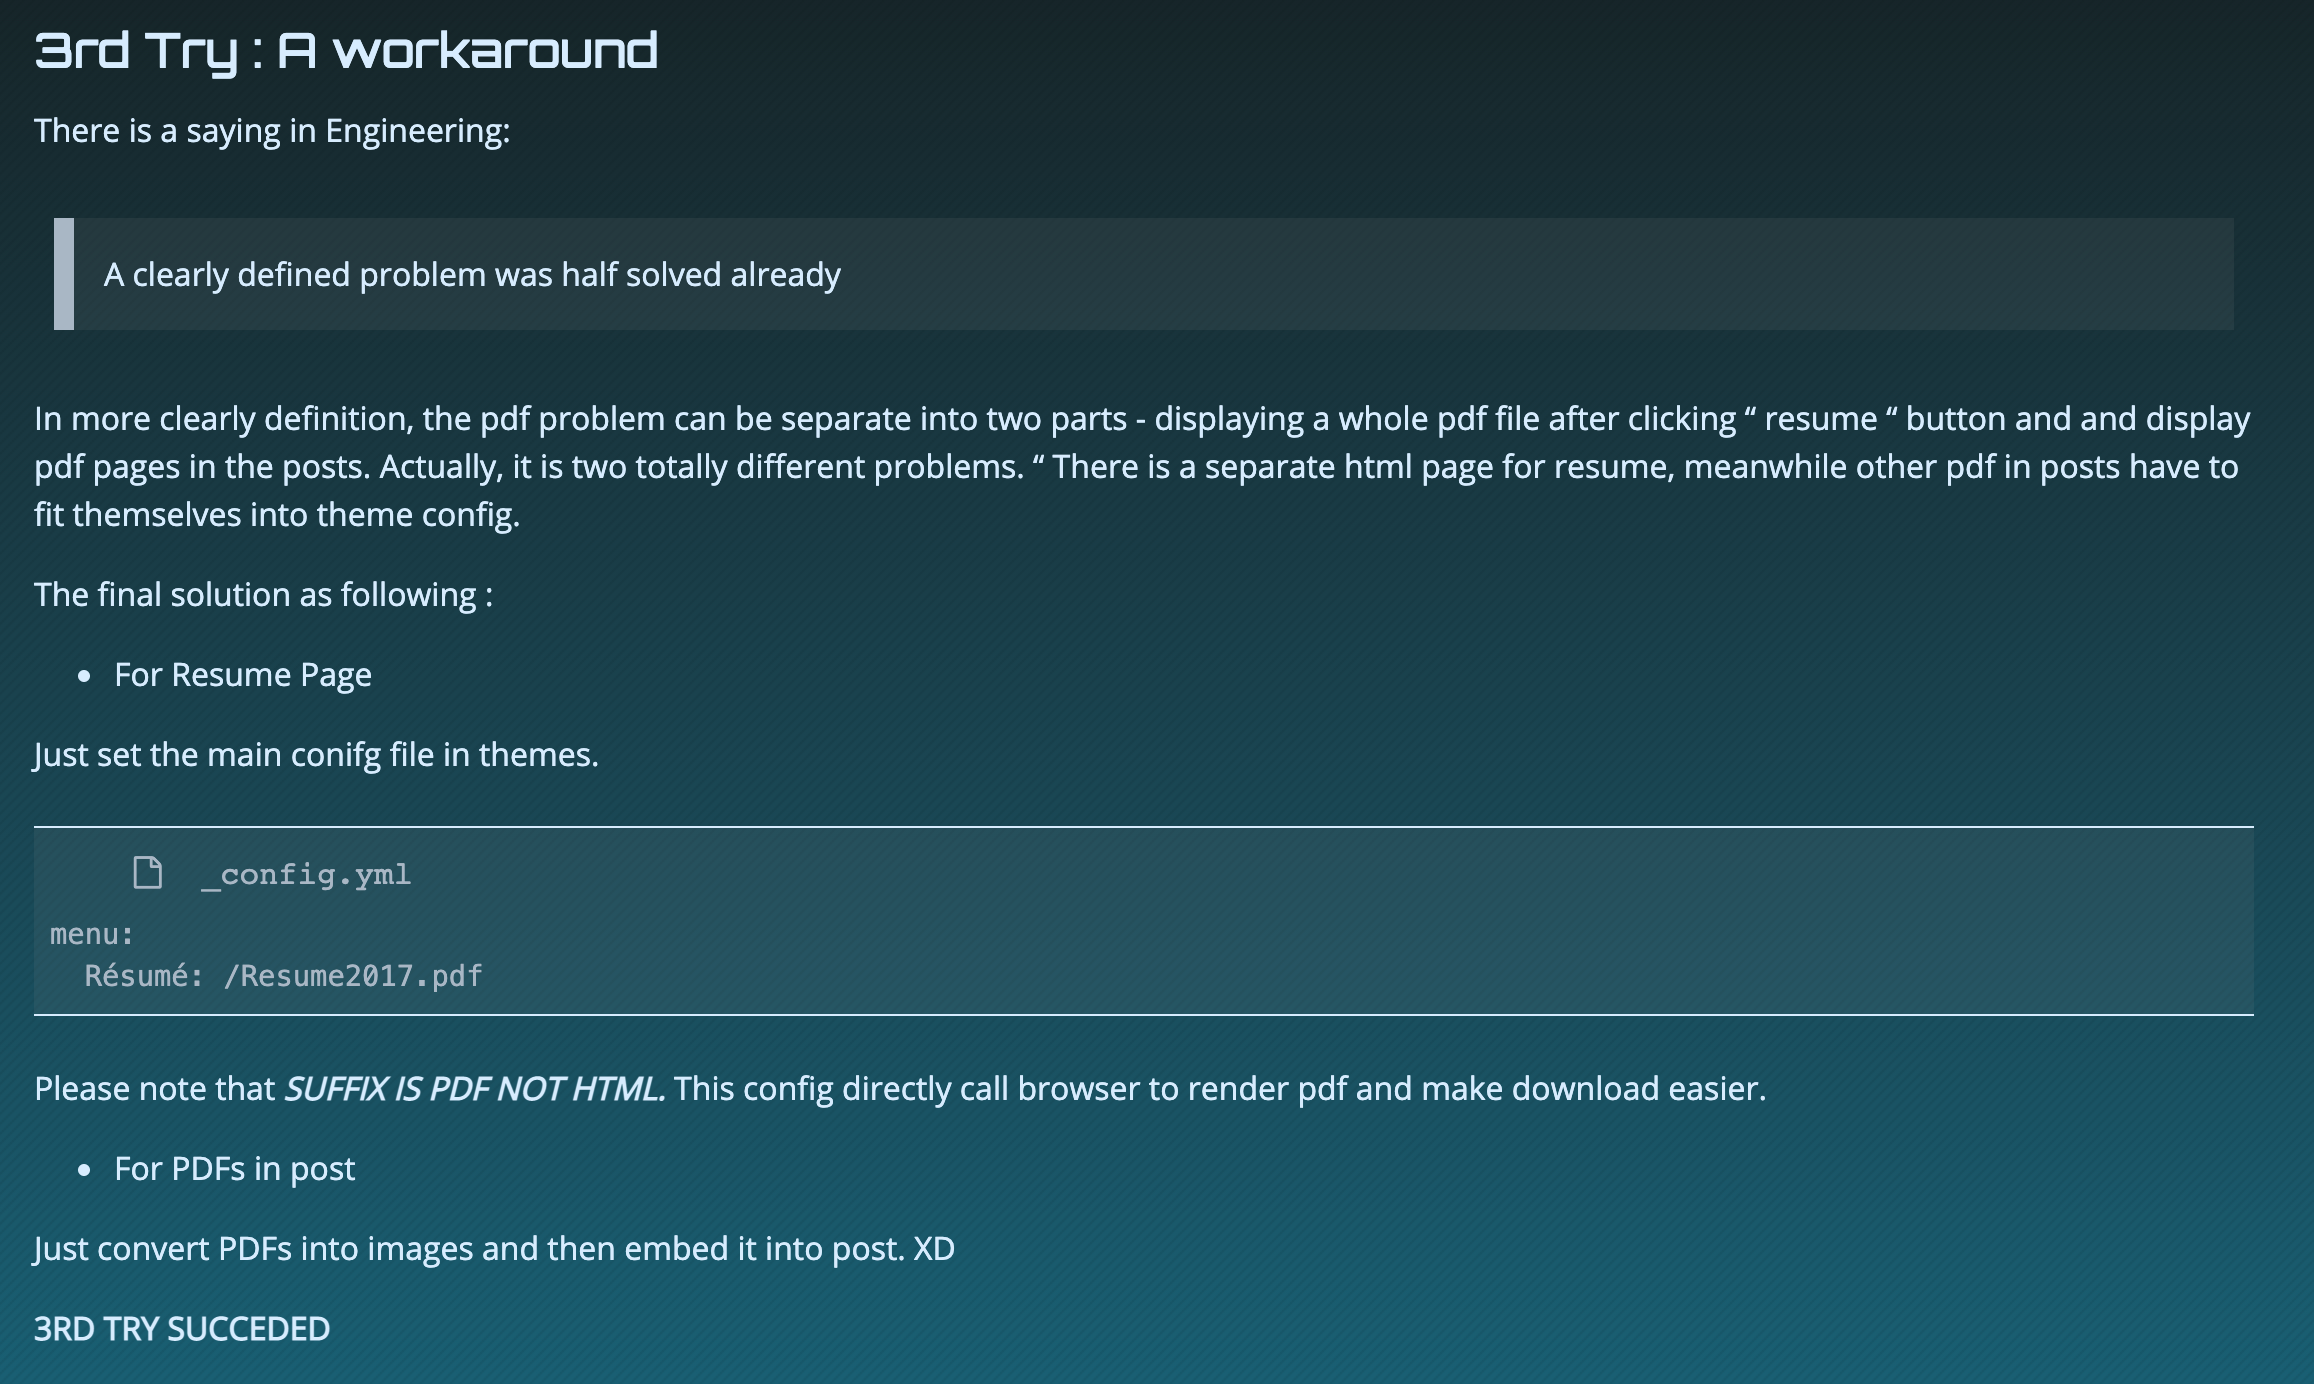 3rd Try : A workaround
There is a saying in Engineering:
A clearly defined problem was half solved already
In more clearly definition, the pdf problem can be separate into two parts - displaying a whole pdf file after clicking “ resume “ button and and display
pdf pages in the posts. Actually, it is two totally different problems. “ There is a separate html page for resume, meanwhile other pdf in posts have to
fit themselves into theme config.
The final solution as following :
• For Resume Page
Just set the main conifg file in themes.
_config.yml
menu:
  Résumé: /Resume2017.pdf
Please note that SUFFIX IS PDF NOT HTML. This config directly call browser to render pdf and make download easier.
• For PDFs in post
Just convert PDFs into images and then embed it into post. XD
3RD TRY SUCCEDED